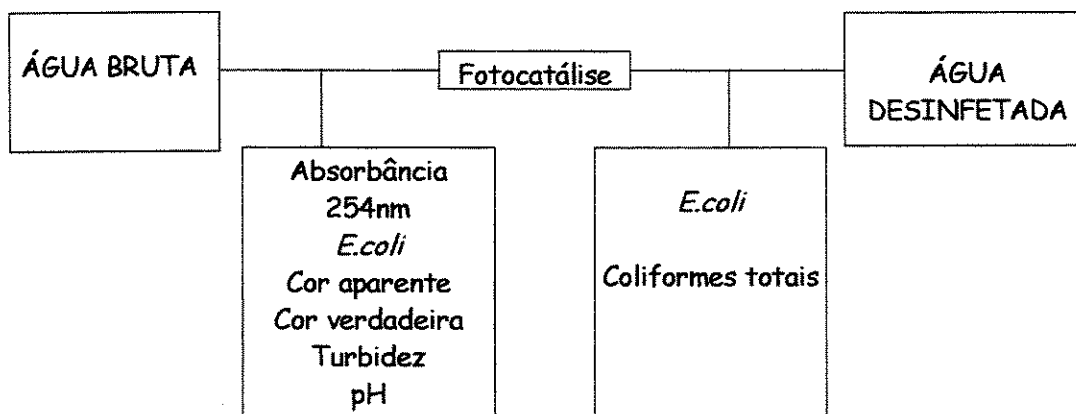 ÁGUA BRUTA
Fotocatálise
ÁGUA
DESINFETADA
Absorbância
254nm
E.coli
Cor aparente
Cor verdadeira
Turbidez
pH
E.coli
Coliformes totais